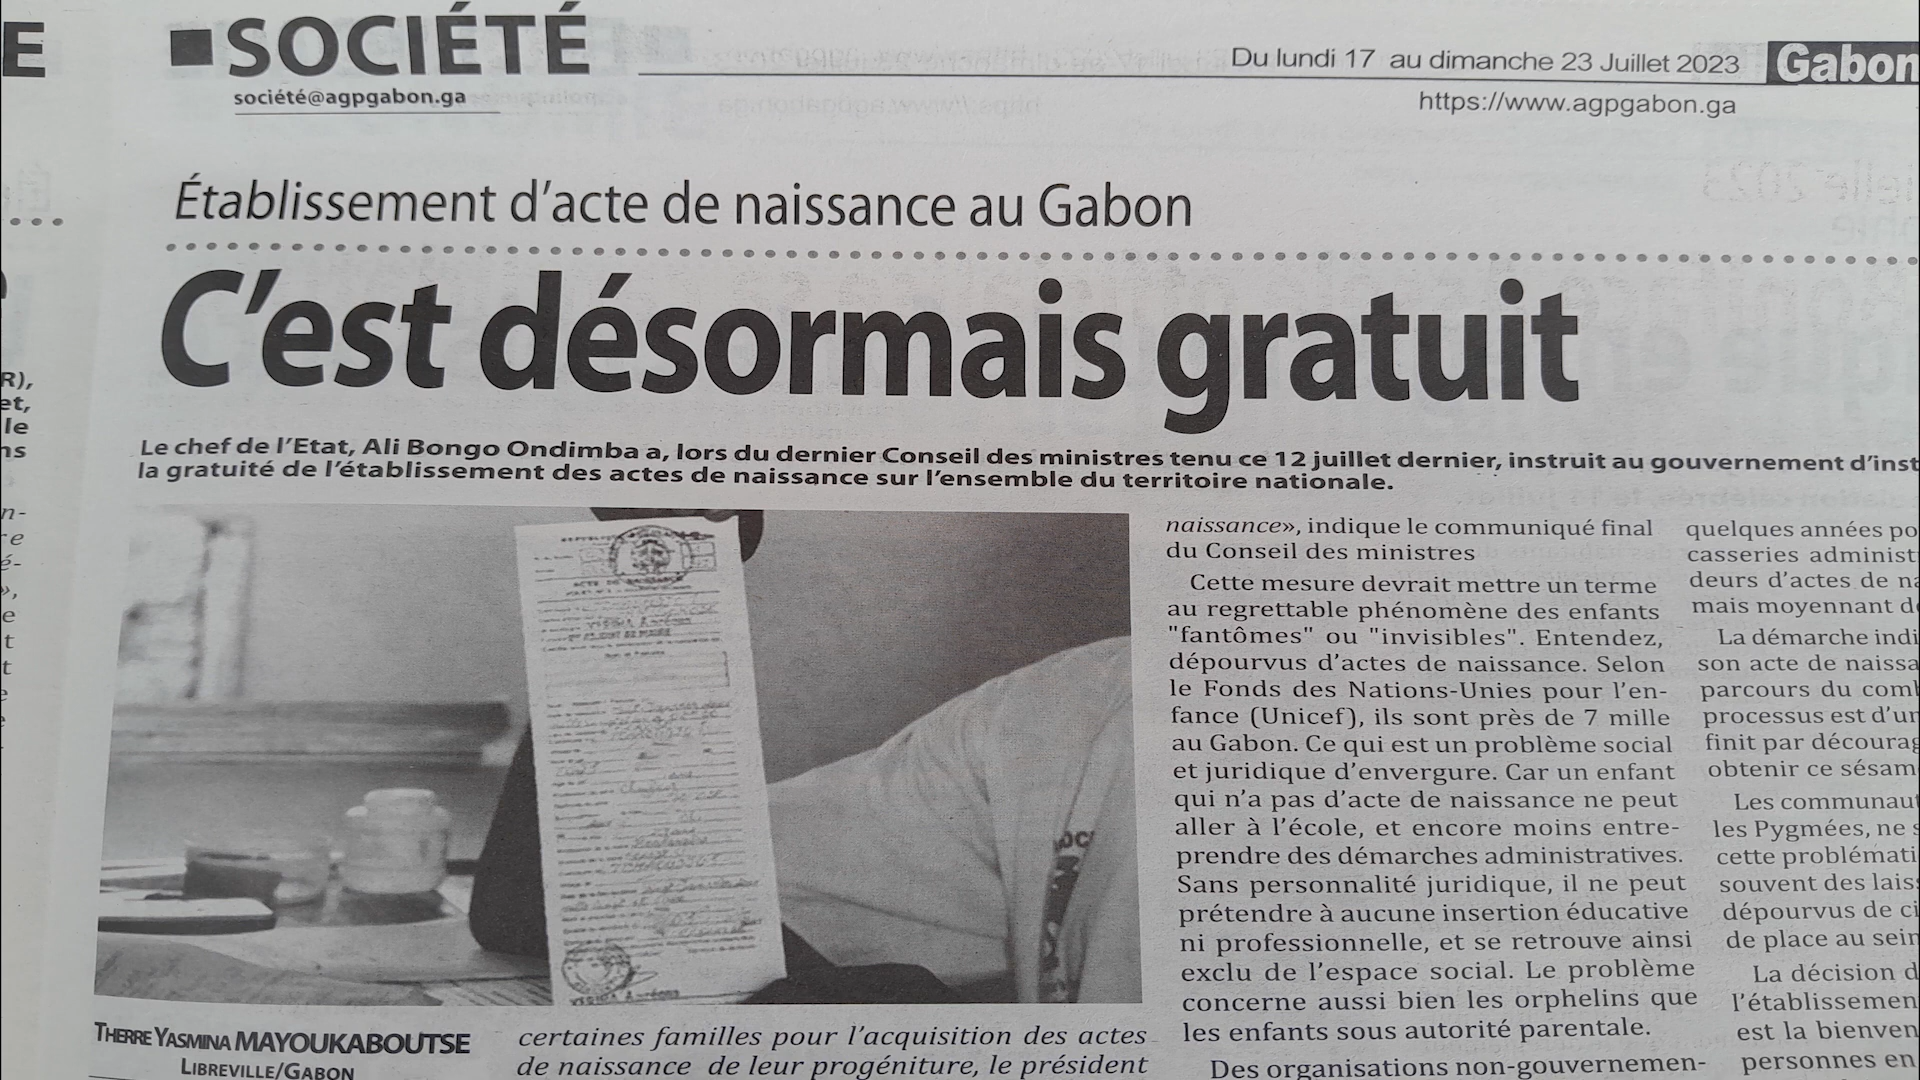 E
SOCIÉTÉ
société@agpgabon.ga
Du lundi 17 au dimanche 23 Juillet 2023
Gabon
https://www.agpgabon.ga
Établissement d'acte de naissance au Gabon
C'est désormais gratuit
Le chef de l'Etat, Ali Bongo Ondimba a, lors du dernier Conseil des ministres tenu ce 12 juillet dernier, instruit au gouvernement d'inst
la gratuité de l'établissement des actes de naissance sur l'ensemble du territoire nationale.
R),
et,
le
ns
n-
re
é-
»,
e
t
t
ACTE DE NAISSANCE
THERRE YASMINA MAYOUKABOUTSE
LIBREVILLE/GABON
certaines familles pour l'acquisition des actes
de naissance de leur progéniture, le président
naissance», indique le communiqué final
du Conseil des ministres
Cette mesure devrait mettre un terme
au regrettable phénomène des enfants
"fantômes" ou "invisibles". Entendez,
dépourvus d'actes de naissance. Selon
le Fonds des Nations-Unies pour l'en-
fance (Unicef), ils sont près de 7 mille
au Gabon. Ce qui est un problème social
et juridique d'envergure. Car un enfant
qui n'a pas d'acte de naissance ne peut
aller à l'école, et encore moins entre-
prendre des démarches administratives.
Sans personnalité juridique, il ne peut
prétendre à aucune insertion éducative
ni professionnelle, et se retrouve ainsi
exclu de l'espace social. Le problème
concerne aussi bien les orphelins que
les enfants sous autorité parentale.
Des organisations non-gouvernemen-
quelques années po
casseries administ
deurs d'actes de na
mais moyennant d
La démarche indi
son acte de naissa
parcours du com
processus est d'un
finit par décourag
obtenir ce sésam
Les communaut
les Pygmées, ne s
cette problémati
souvent des laiss
dépourvus de ci
de place au sein
La décision d
l'établissemen
est la bienven
personnes en